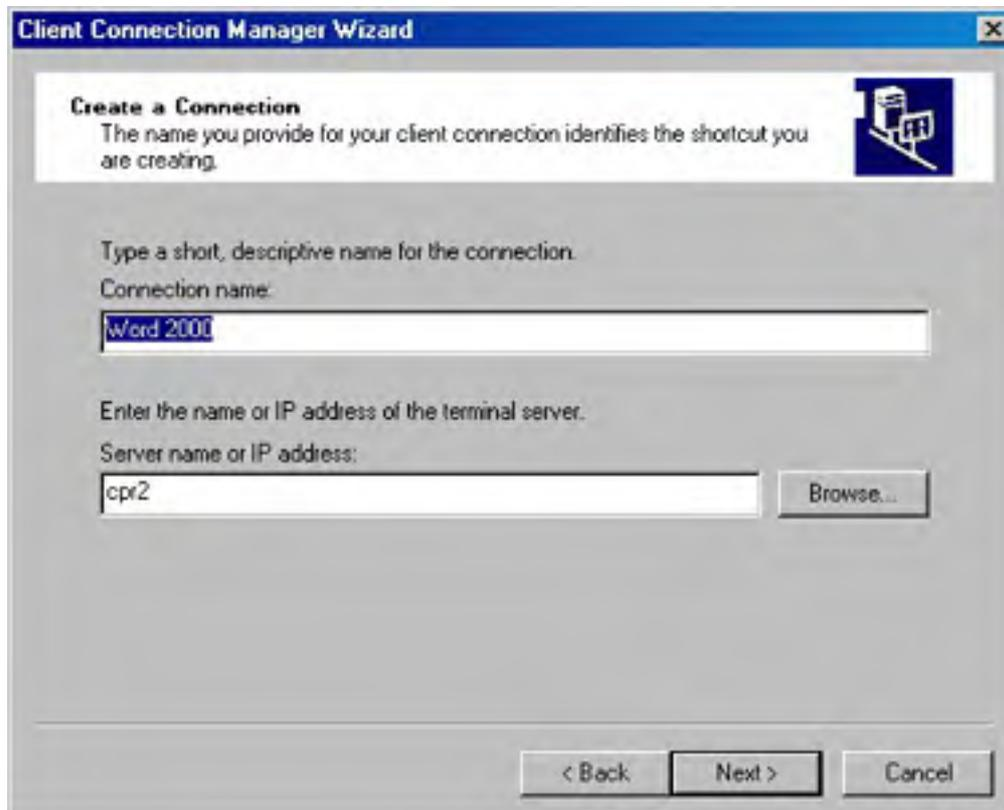 Client Connection Manager Wizard
Create a Connection
The name you provide for your client connection identifies the shortcut you
are creating.
Type a short, descriptive name for the connection.
Connection name:
Word 2000
Enter the name or IP address of the terminal server.
Server name or IP address:
cpr2
Browse...
< Back
Next >
Cancel